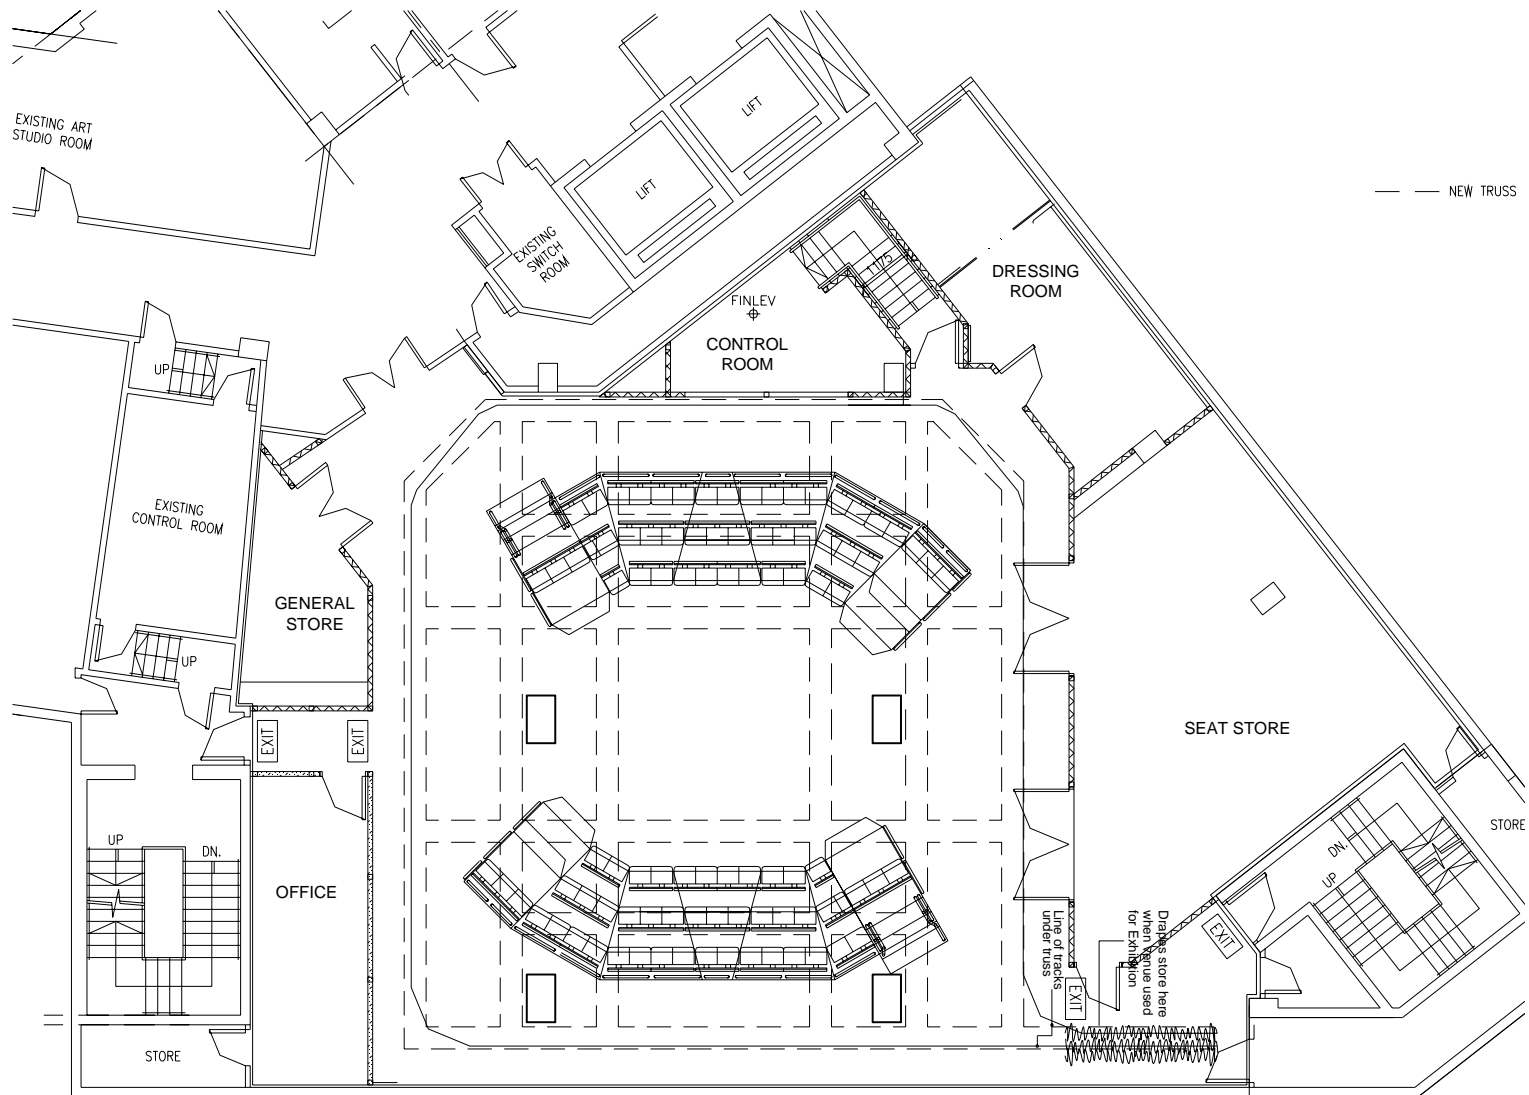 EXISTING ART
STUDIO ROOM
LIFT
LIFT
NEW TRUSS
EXISTING
SWITCH
ROOM
1175
DRESSING
ROOM
FINLEV
CONTROL
ROOM
UP
EXISTING
CONTROL ROOM
GENERAL
STORE
UP
EXIT
EXIT
SEAT STORE
STORE
UP
DN.
DN.
UP
OFFICE
Line of tracks
under truss
Drapes store here
when venue used
for Exhibition
EXIT
EXIT
STORE